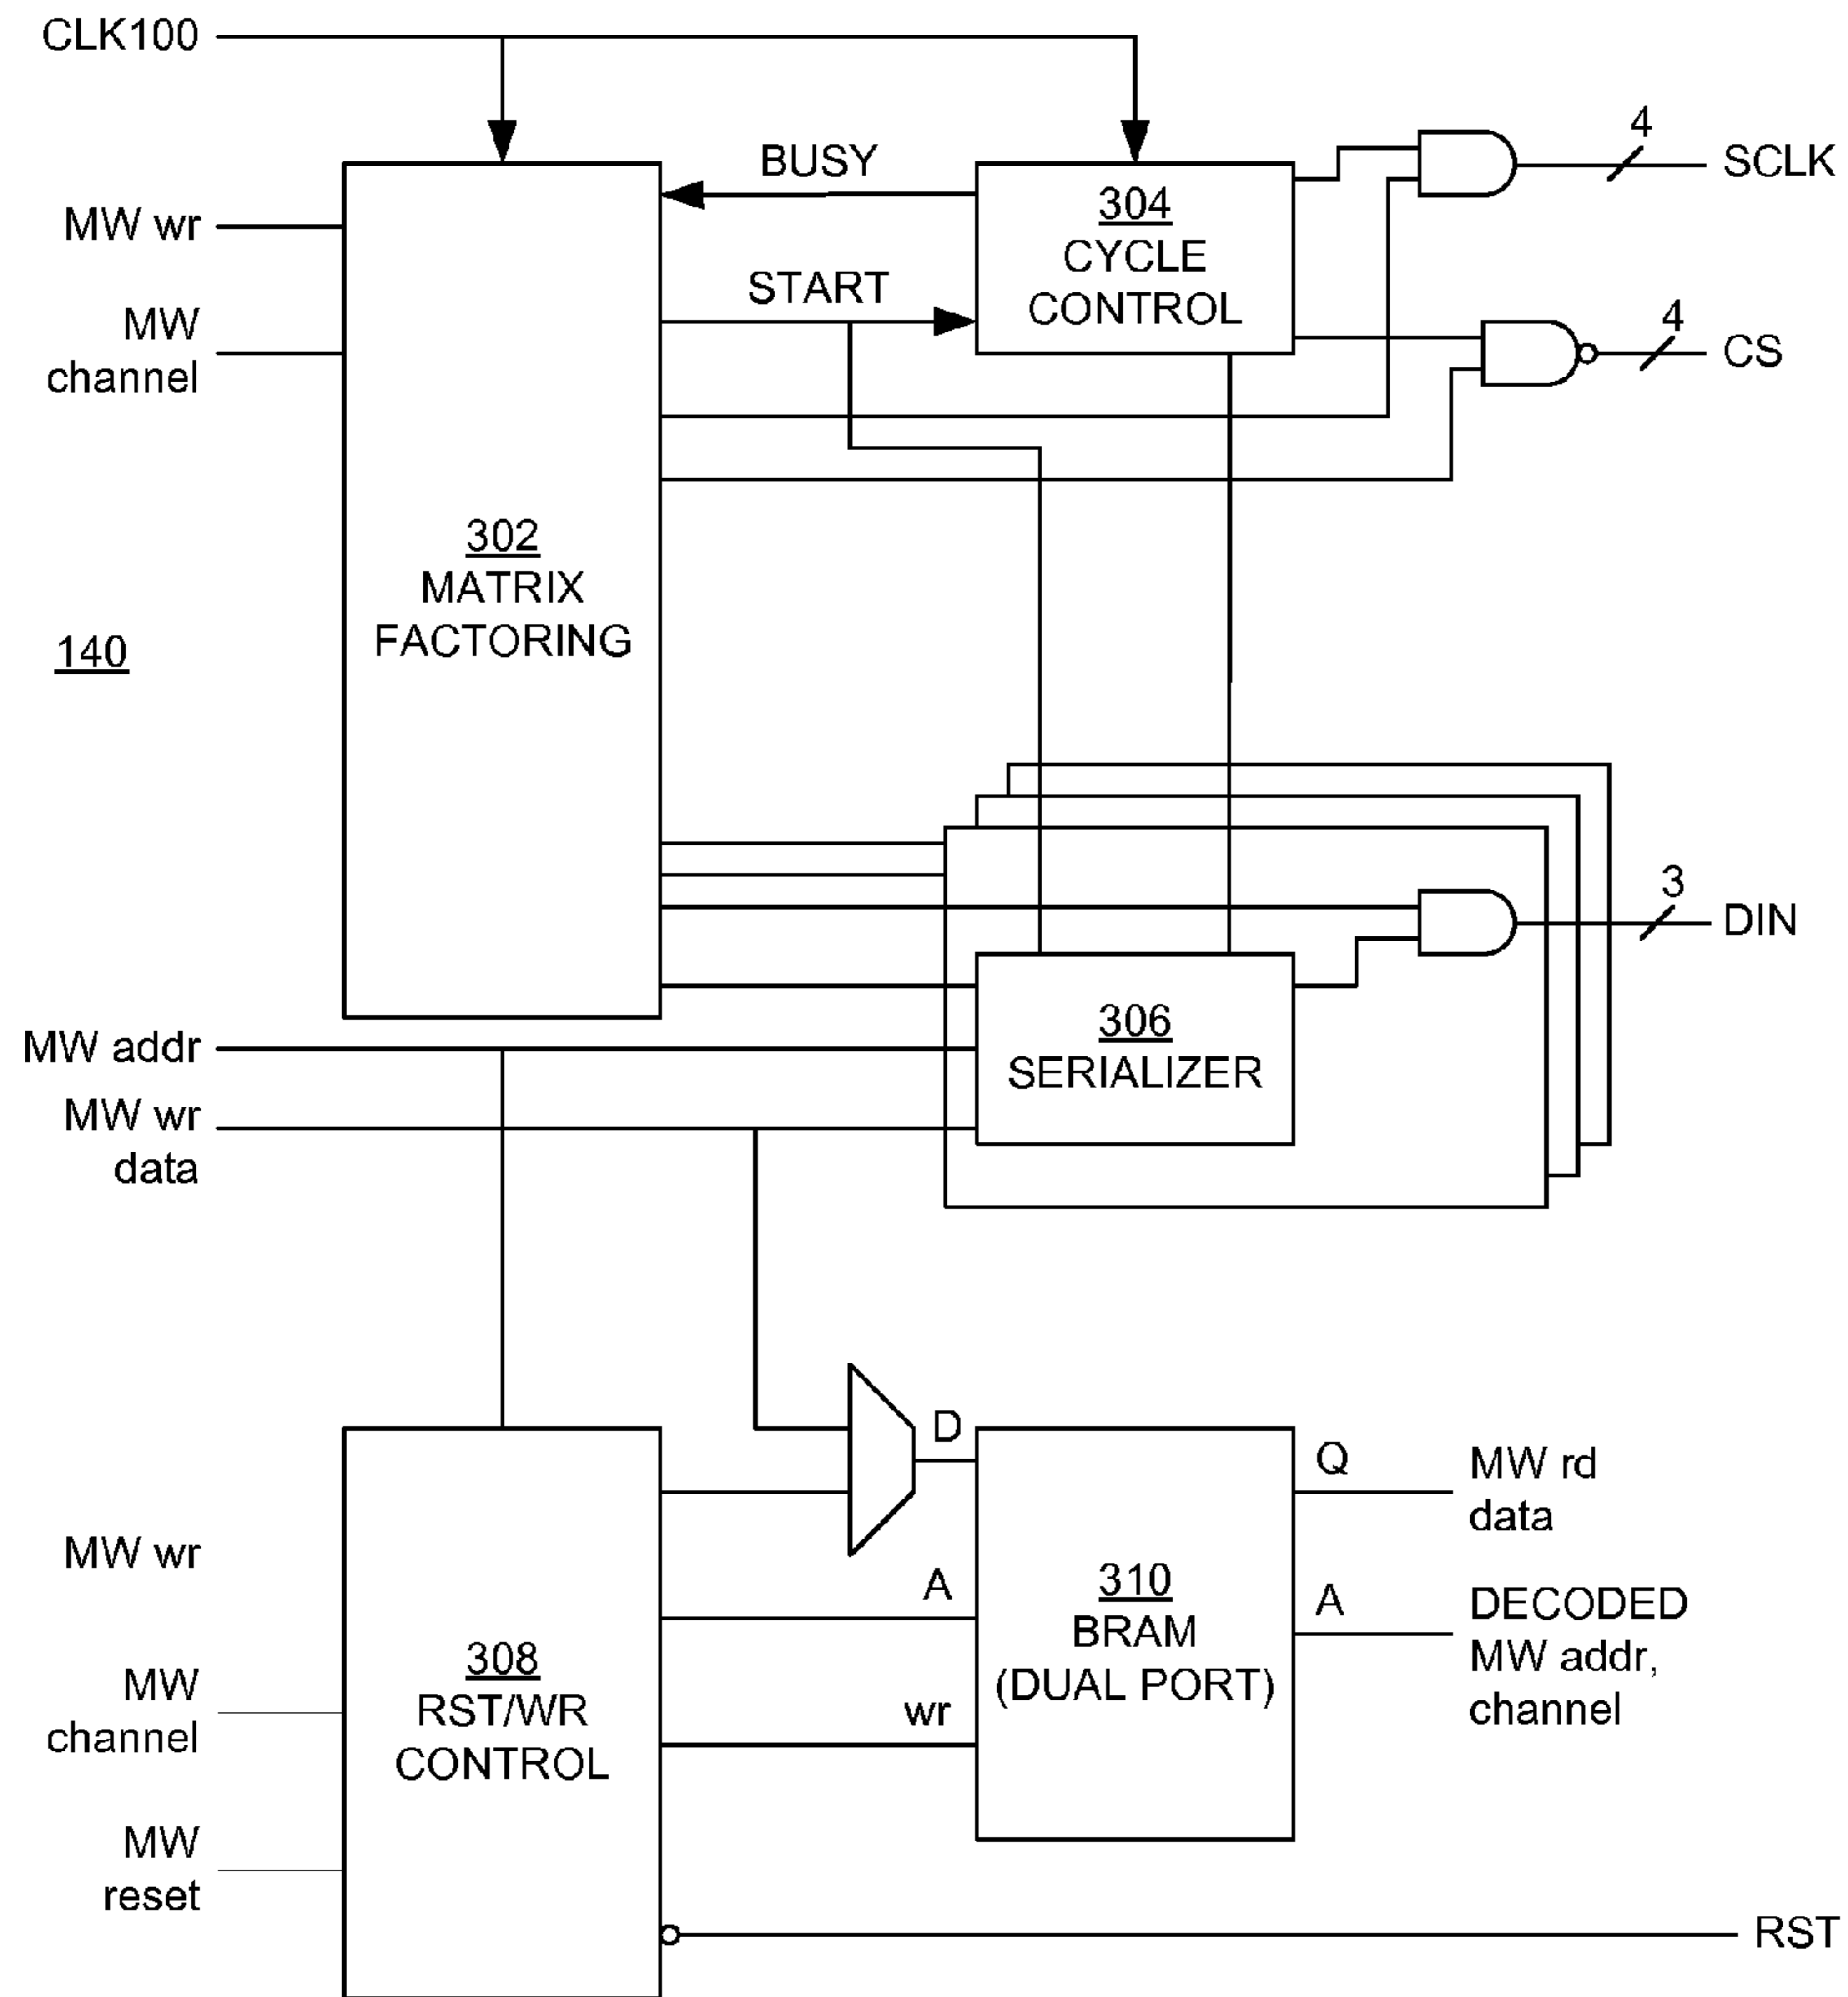 CLK100
BUSY
4
SCLK
304
CYCLE
CONTROL
MW wr
START
MW
channel
4
CS
302
MATRIX
FACTORING
140
3
DIN
306
SERIALIZER
MW addr
MW wr
data
D
Q
MW rd
data
MW wr
A
310
BRAM
(DUAL PORT)
A
DECODED
MW addr,
channel
308
RST/WR
CONTROL
MW
channel
wr
MW
reset
RST